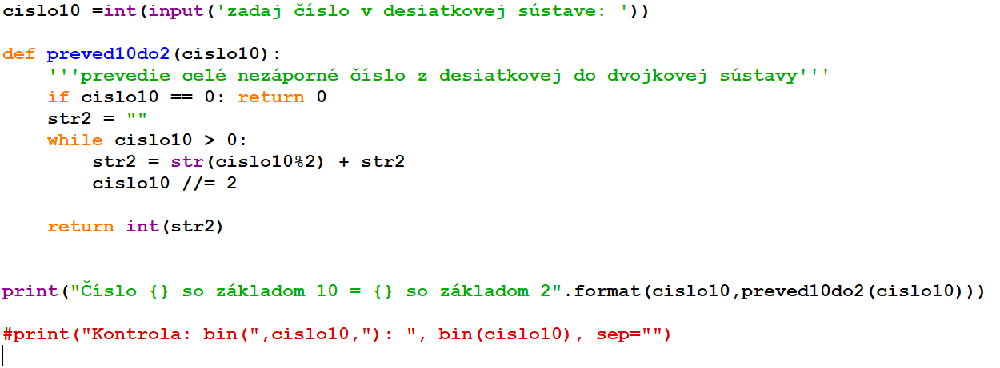 cislo10 =int(input('zadaj číslo v desiatkovej sústave: '))
def preved10do2(cislo10):
    '''prevedie celé nezáporné číslo z desiatkovej do dvojkovej sústavy'''
    if cislo10 == 0: return 0
    str2 = ""
    while cislo10 > 0:
        str2 = str(cislo10%2) + str2
        cislo10 //= 2
    return int(str2)
print("Číslo {} so základom 10 = {} so základom 2".format(cislo10,preved10do2(cislo10)))
#print("Kontrola: bin(",cislo10,"): ", bin(cislo10), sep="")